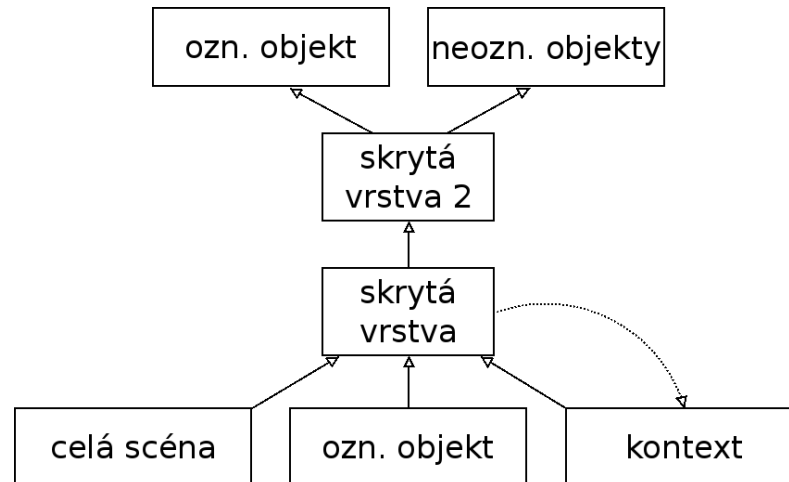 ozn. objekt
neozn. objekty
skrytá
vrstva 2
skrytá
vrstva
celá scéna
ozn. objekt
kontext